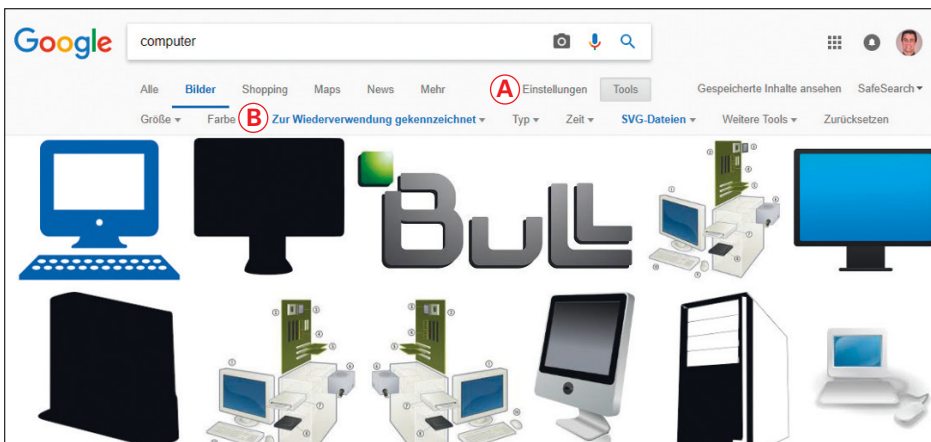 Google computer
Alle Bilder Shopping Maps News Mehr A Einstellungen Tools Gespeicherte Inhalte ansehen SafeSearch
Größe Farbe B Zur Wiederverwendung gekennzeichnet Typ Zeit SVG-Dateien Weitere Tools Zurücksetzen
Bull